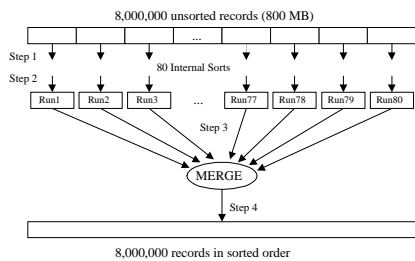 8,000,000 unsorted records (800 MB)
...
Step 1
80 Internal Sorts
Step 2
Run1 Run2 Run3 ... Run77 Run78 Run79 Run80
Step 3
MERGE
Step 4
8,000,000 records in sorted order